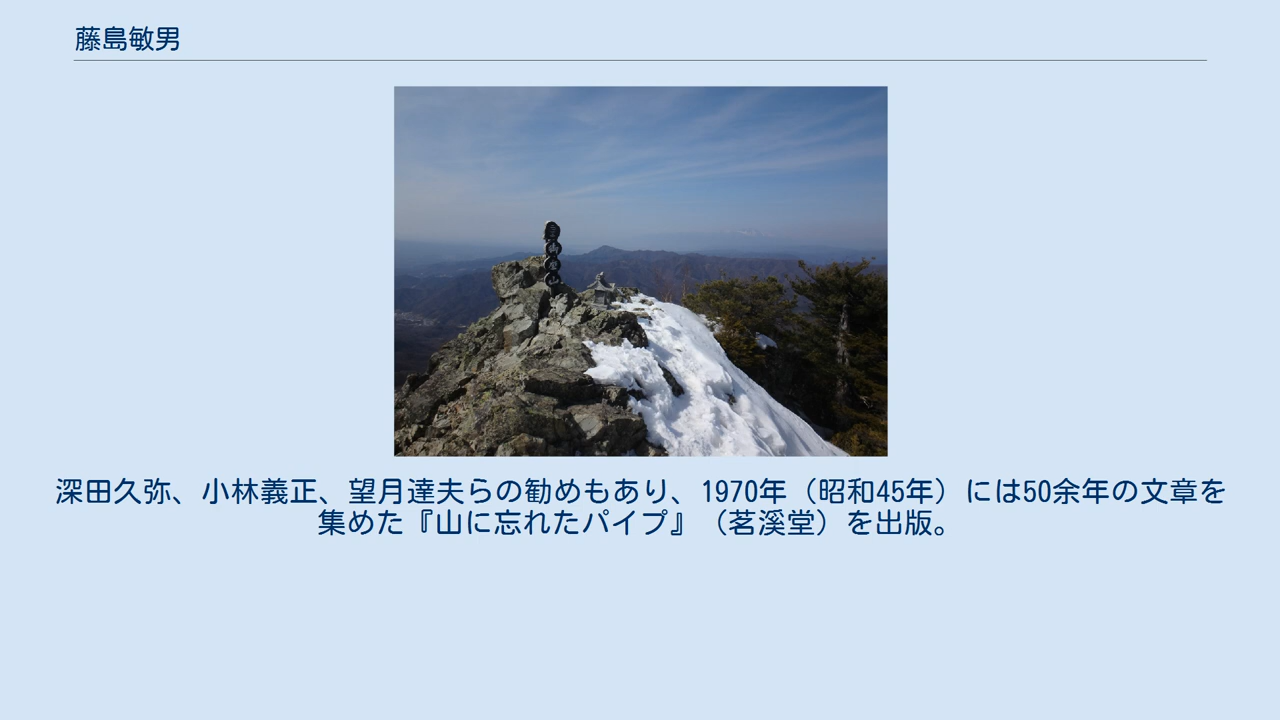 藤島敏男
深田久弥、小林義正、望月達夫らの勧めもあり、1970年（昭和45年）には50余年の文章を
集めた『山に忘れたパイプ』（茗溪堂）を出版。